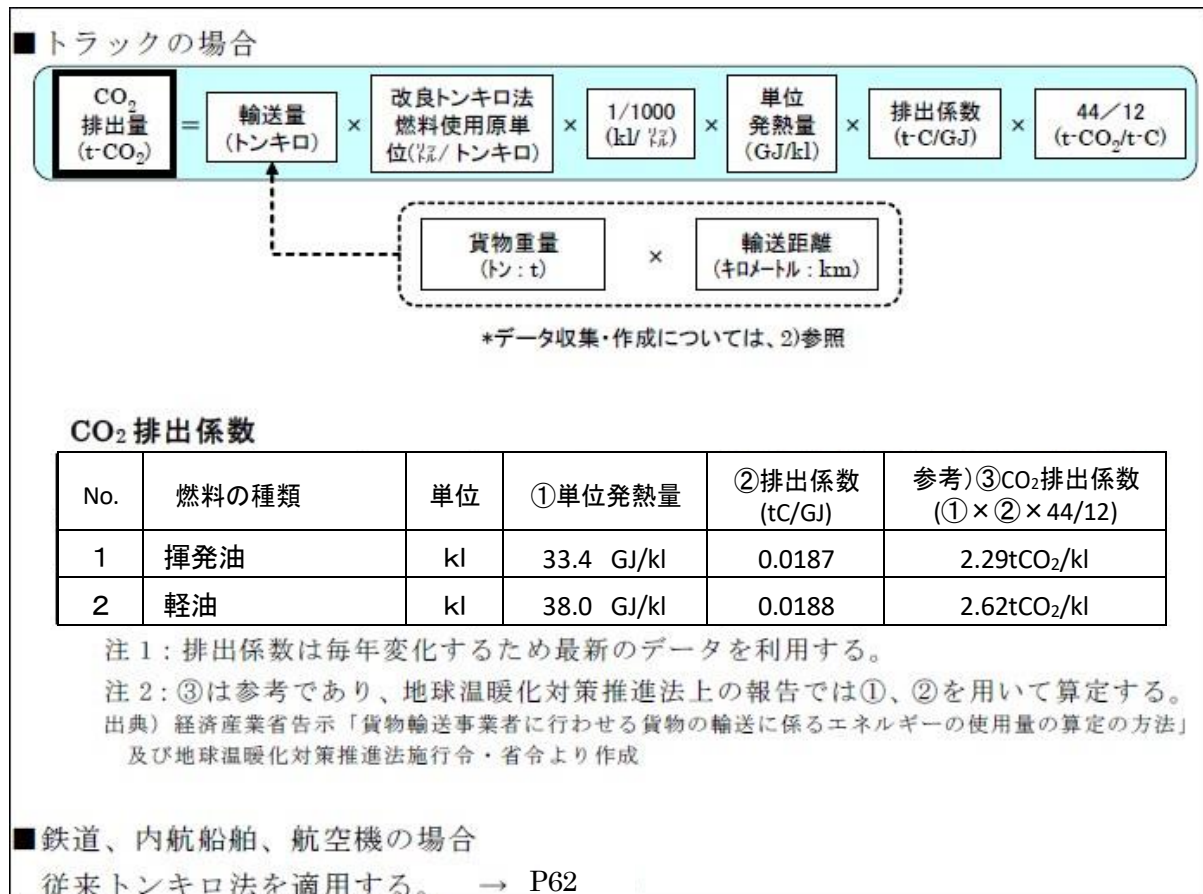 ■トラックの場合
CO₂
排出量
(t-CO₂)
=
輸送量
(トンキロ)
×
改良トンキロ法
燃料使用原単
位(㍑/トンキロ)
×
1/1000
(kl/㍑)
×
単位
発熱量
(GJ/kl)
×
排出係数
(t-C/GJ)
×
44/12
(t-CO₂/t-C)
貨物重量
(トン:t)
×
輸送距離
(キロメートル:km)
*データ収集・作成については、2)参照
CO₂排出係数
No. 燃料の種類 単位 ①単位発熱量 ②排出係数 (tC/GJ) 参考)③CO₂排出係数 (①×②×44/12)
1 揮発油 kl 33.4 GJ/kl 0.0187 2.29tCO₂/kl
2 軽油 kl 38.0 GJ/kl 0.0188 2.62tCO₂/kl
注1:排出係数は毎年変化するため最新のデータを利用する。
注2:③は参考であり、地球温暖化対策推進法上の報告では①、②を用いて算定する。
出典)経済産業省告示「貨物輸送事業者に行わせる貨物の輸送に係るエネルギーの使用量の算定の方法」
及び地球温暖化対策推進法施行令・省令より作成
■鉄道、内航船舶、航空機の場合
従来トンキロ法を適用する。 → P62